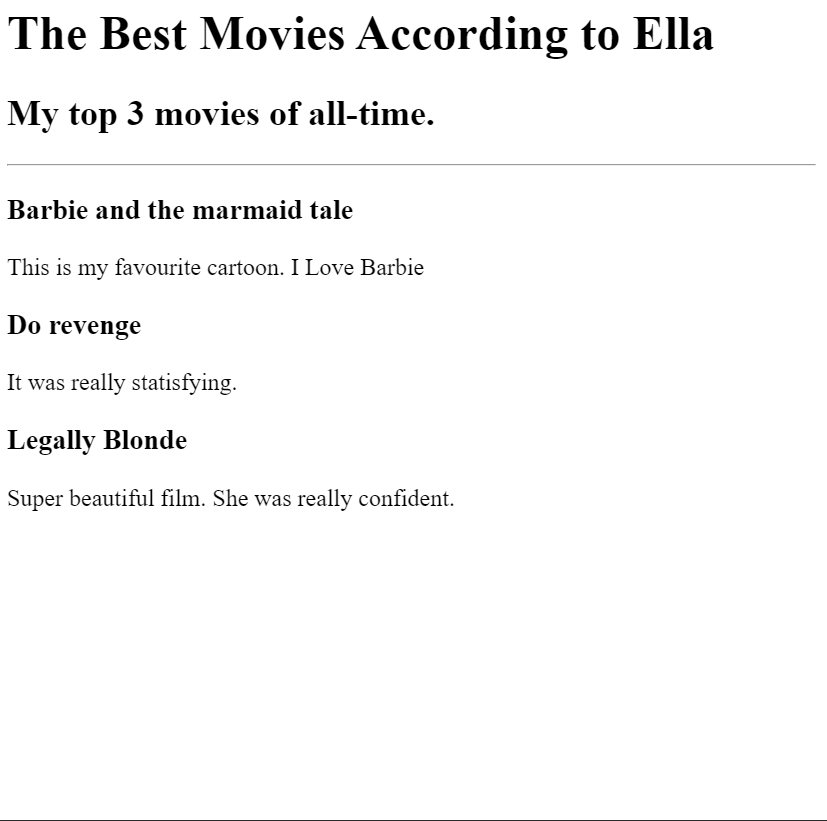 The Best Movies According to Ella
My top 3 movies of all-time.
Barbie and the marmaid tale
This is my favourite cartoon. I Love Barbie
Do revenge
It was really statisfying.
Legally Blonde
Super beautiful film. She was really confident.